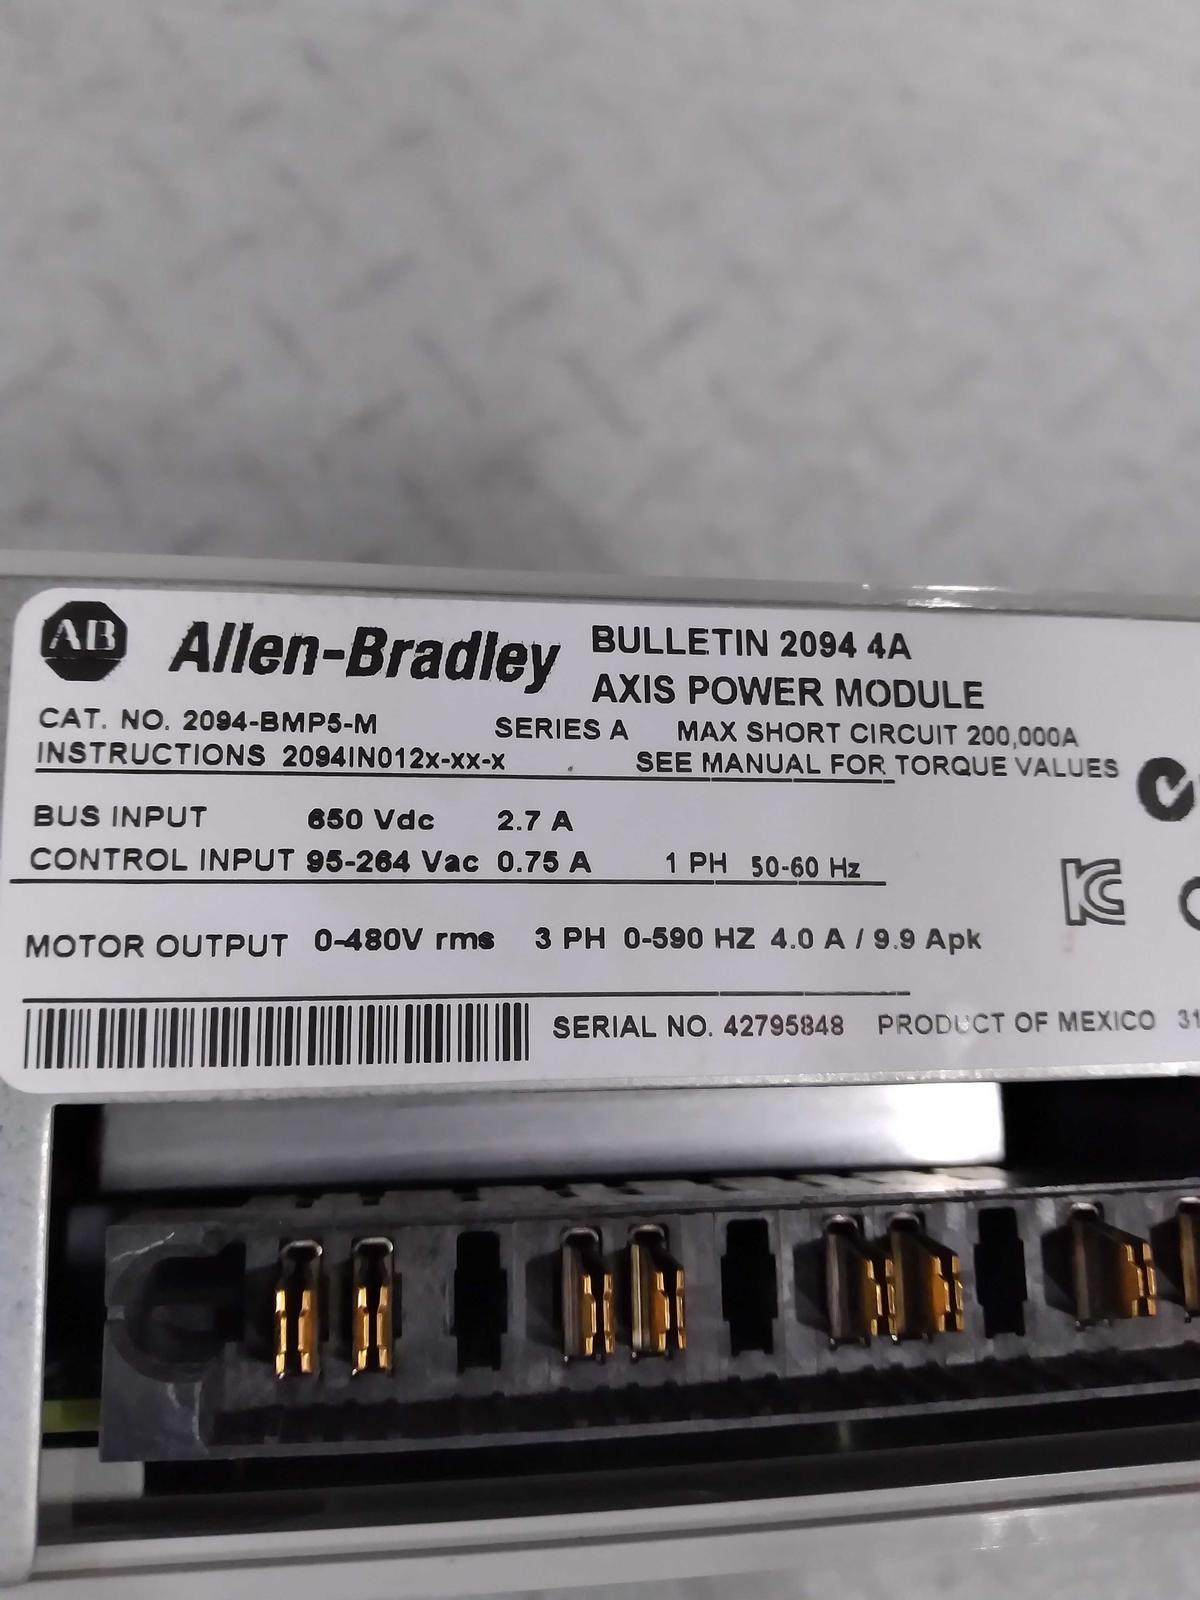 AB Allen-Bradley
BULLETIN 2094 4A
AXIS POWER MODULE
CAT. NO. 2094-BMP5-M SERIES A MAX SHORT CIRCUIT 200,000A
INSTRUCTIONS 2094IN012x-xx-x SEE MANUAL FOR TORQUE VALUES
BUS INPUT 650 Vdc 2.7 A
CONTROL INPUT 95-264 Vac 0.75 A 1 PH 50-60 Hz
MOTOR OUTPUT 0-480V rms 3 PH 0-590 HZ 4.0 A / 9.9 Apk
SERIAL NO. 42795848 PRODUCT OF MEXICO 31